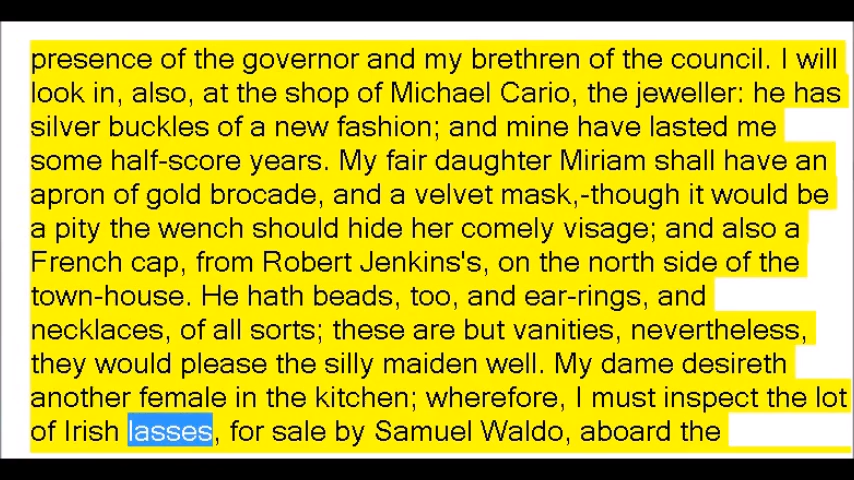 presence of the governor and my brethren of the council. I will
look in, also, at the shop of Michael Cario, the jeweller: he has
silver buckles of a new fashion; and mine have lasted me
some half-score years. My fair daughter Miriam shall have an
apron of gold brocade, and a velvet mask,-though it would be
a pity the wench should hide her comely visage; and also a
French cap, from Robert Jenkins's, on the north side of the
town-house. He hath beads, too, and ear-rings, and
necklaces, of all sorts; these are but vanities, nevertheless,
they would please the silly maiden well. My dame desireth
another female in the kitchen; wherefore, I must inspect the lot
of Irish lasses, for sale by Samuel Waldo, aboard the